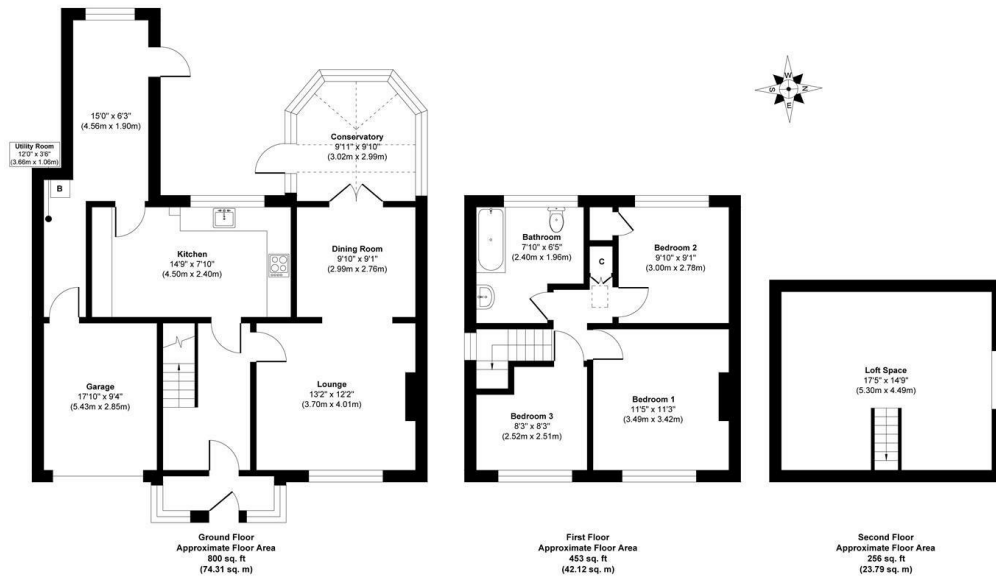 15'0" x 6'3"
(4.56m x 1.90m)
Utility Room
12'0" x 3'6"
(3.66m x 1.06m)
B
Conservatory
9'11" x 9'10"
(3.02m x 2.99m)
Kitchen
14'9" x 7'10"
(4.50m x 2.40m)
Dining Room
9'10" x 9'1"
(2.99m x 2.76m)
Garage
17'10" x 9'4"
(5.43m x 2.85m)
Lounge
13'2" x 12'2"
(3.70m x 4.01m)
Ground Floor
Approximate Floor Area
800 sq. ft
(74.31 sq. m)
W
N
E
S
Bathroom
7'10" x 6'5"
(2.40m x 1.96m)
C
Bedroom 2
9'10" x 9'1"
(3.00m x 2.78m)
Bedroom 3
8'3" x 8'3"
(2.52m x 2.51m)
Bedroom 1
11'5" x 11'3"
(3.49m x 3.42m)
First Floor
Approximate Floor Area
453 sq. ft
(42.12 sq. m)
Loft Space
17'5" x 14'9"
(5.30m x 4.49m)
Second Floor
Approximate Floor Area
256 sq. ft
(23.79 sq. m)